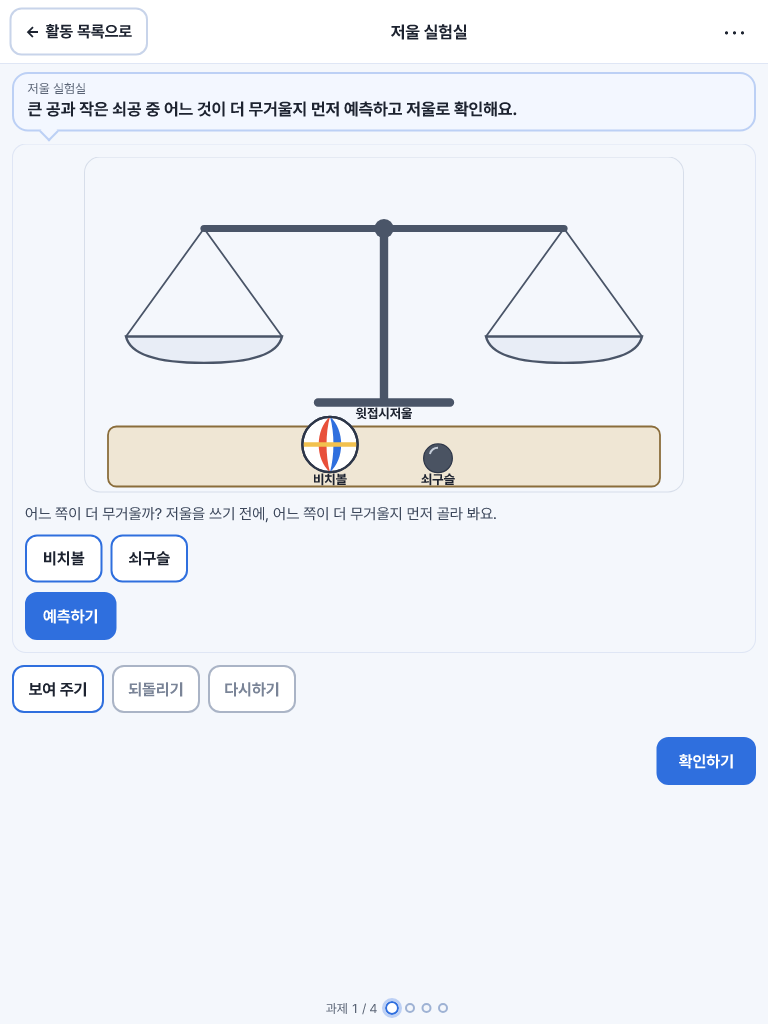 ← 활동 목록으로
저울 실험실
...
저울 실험실
큰 공과 작은 쇠공 중 어느 것이 더 무거울지 먼저 예측하고 저울로 확인해요.
윗접시저울
비치볼
쇠구슬
어느 쪽이 더 무거울까? 저울을 쓰기 전에, 어느 쪽이 더 무거울지 먼저 골라 봐요.
비치볼
쇠구슬
예측하기
보여 주기
되돌리기
다시하기
확인하기
과제 1 / 4